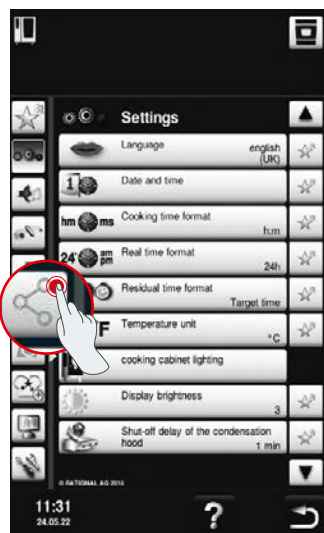 Settings
Language
english
(UK)
1
Date and time
hm ms
Cooking time format
h:m
24h am
pm
Real time format
24h
Residual time format
Target time
F
Temperature unit
°C
cooking cabinet lighting
Display brightness
3
Shut-off delay of the condensation
hood
1 min
© RATIONAL AG 2016
11:31
24.05.22
?